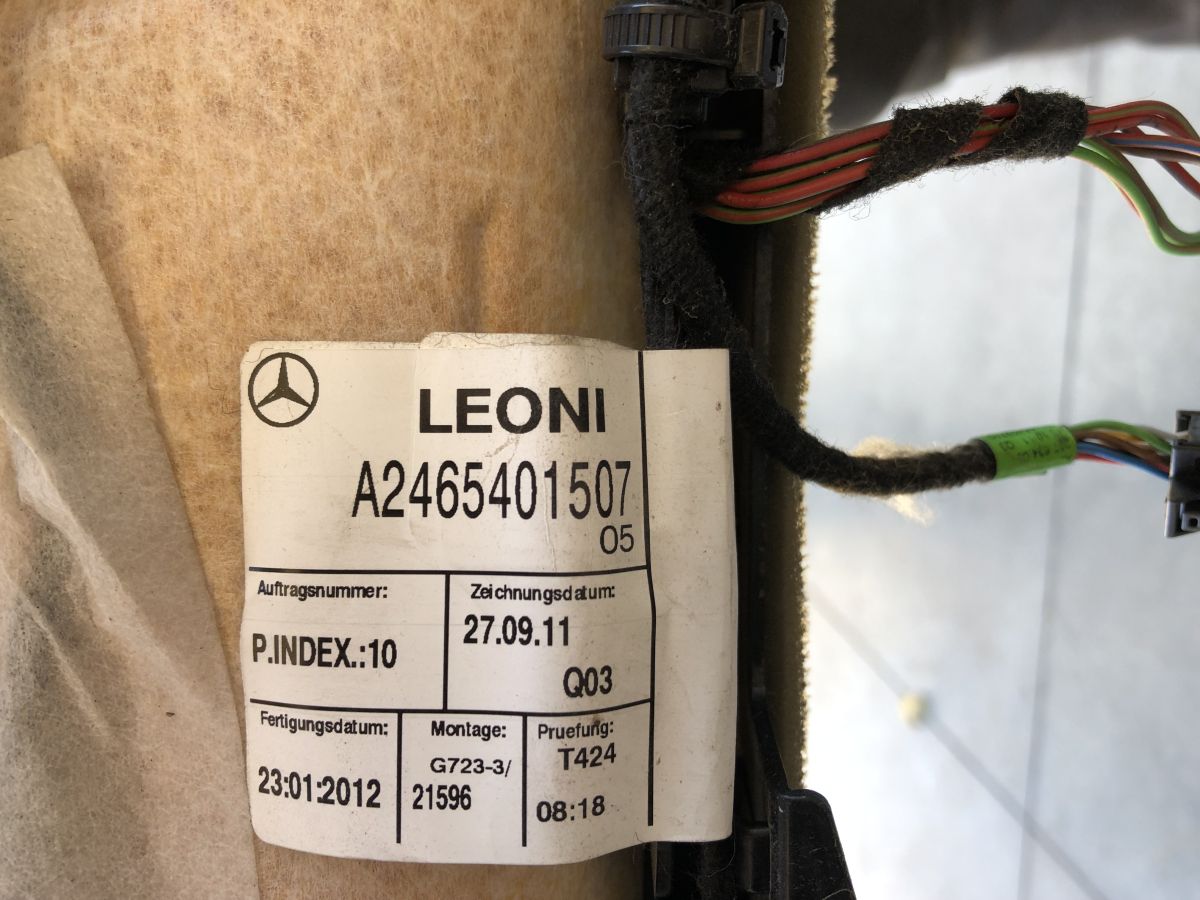 LEONI
A2465401507
05
Auftragsnummer:
P.INDEX.:10
Zeichnungsdatum:
27.09.11
Q03
Fertigungsdatum:
23:01:2012
Montage:
G723-3/
21596
Pruefung:
T424
08:18